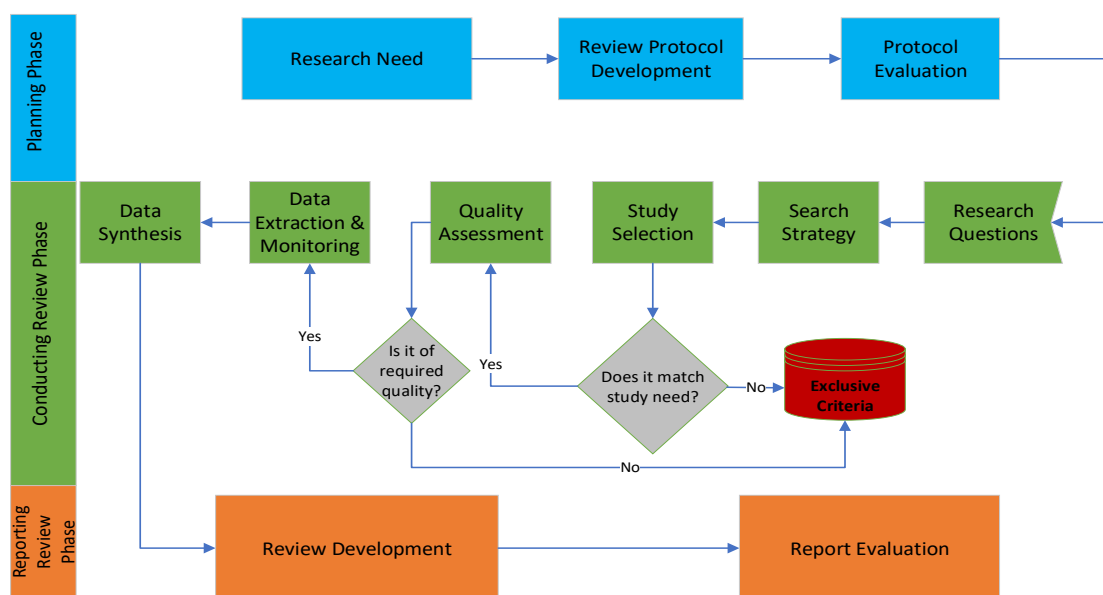 Planning Phase
Research Need
Review Protocol
Development
Protocol
Evaluation
Conducting Review Phase
Data
Synthesis
Data
Extraction &
Monitoring
Quality
Assessment
Study
Selection
Search
Strategy
Research
Questions
Yes
Is it of
required
quality?
Yes
Does it match
study need?
No
Exclusive
Criteria
No
Reporting
Review
Phase
Review Development
Report Evaluation